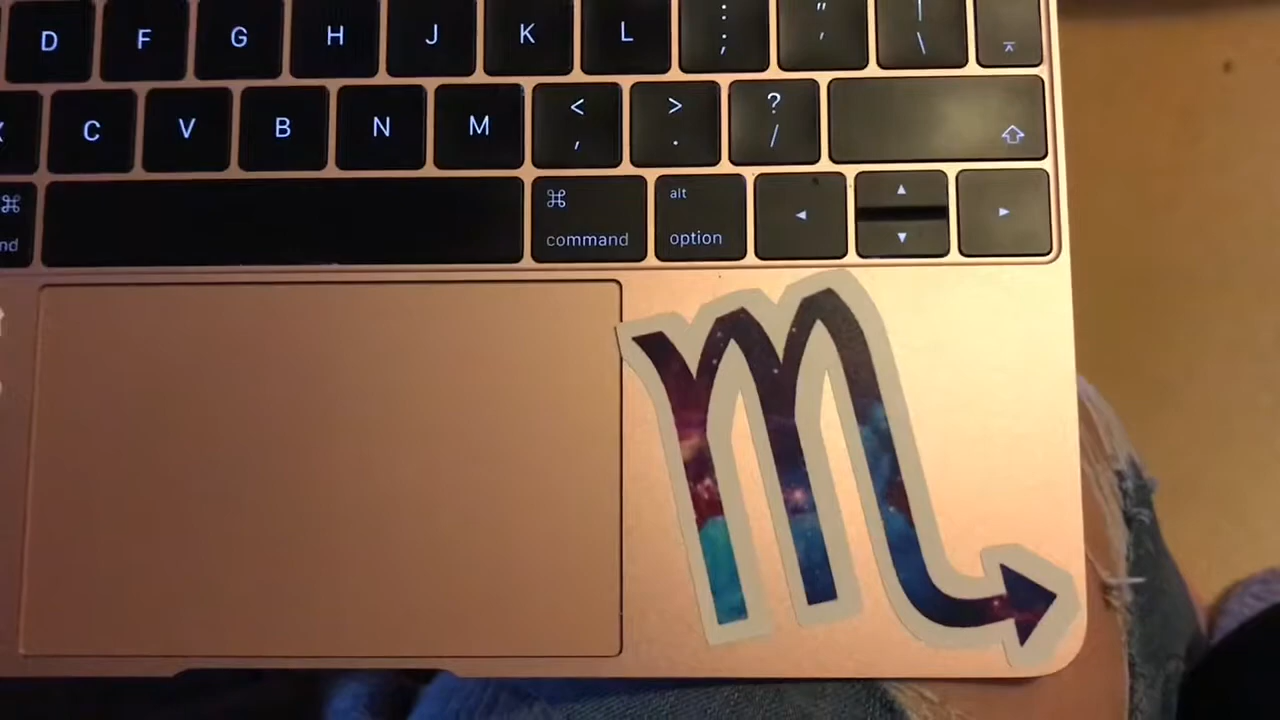 D F G H J K L : ; " ' | \
C V B N M < , > . ? /
⌘ command alt option